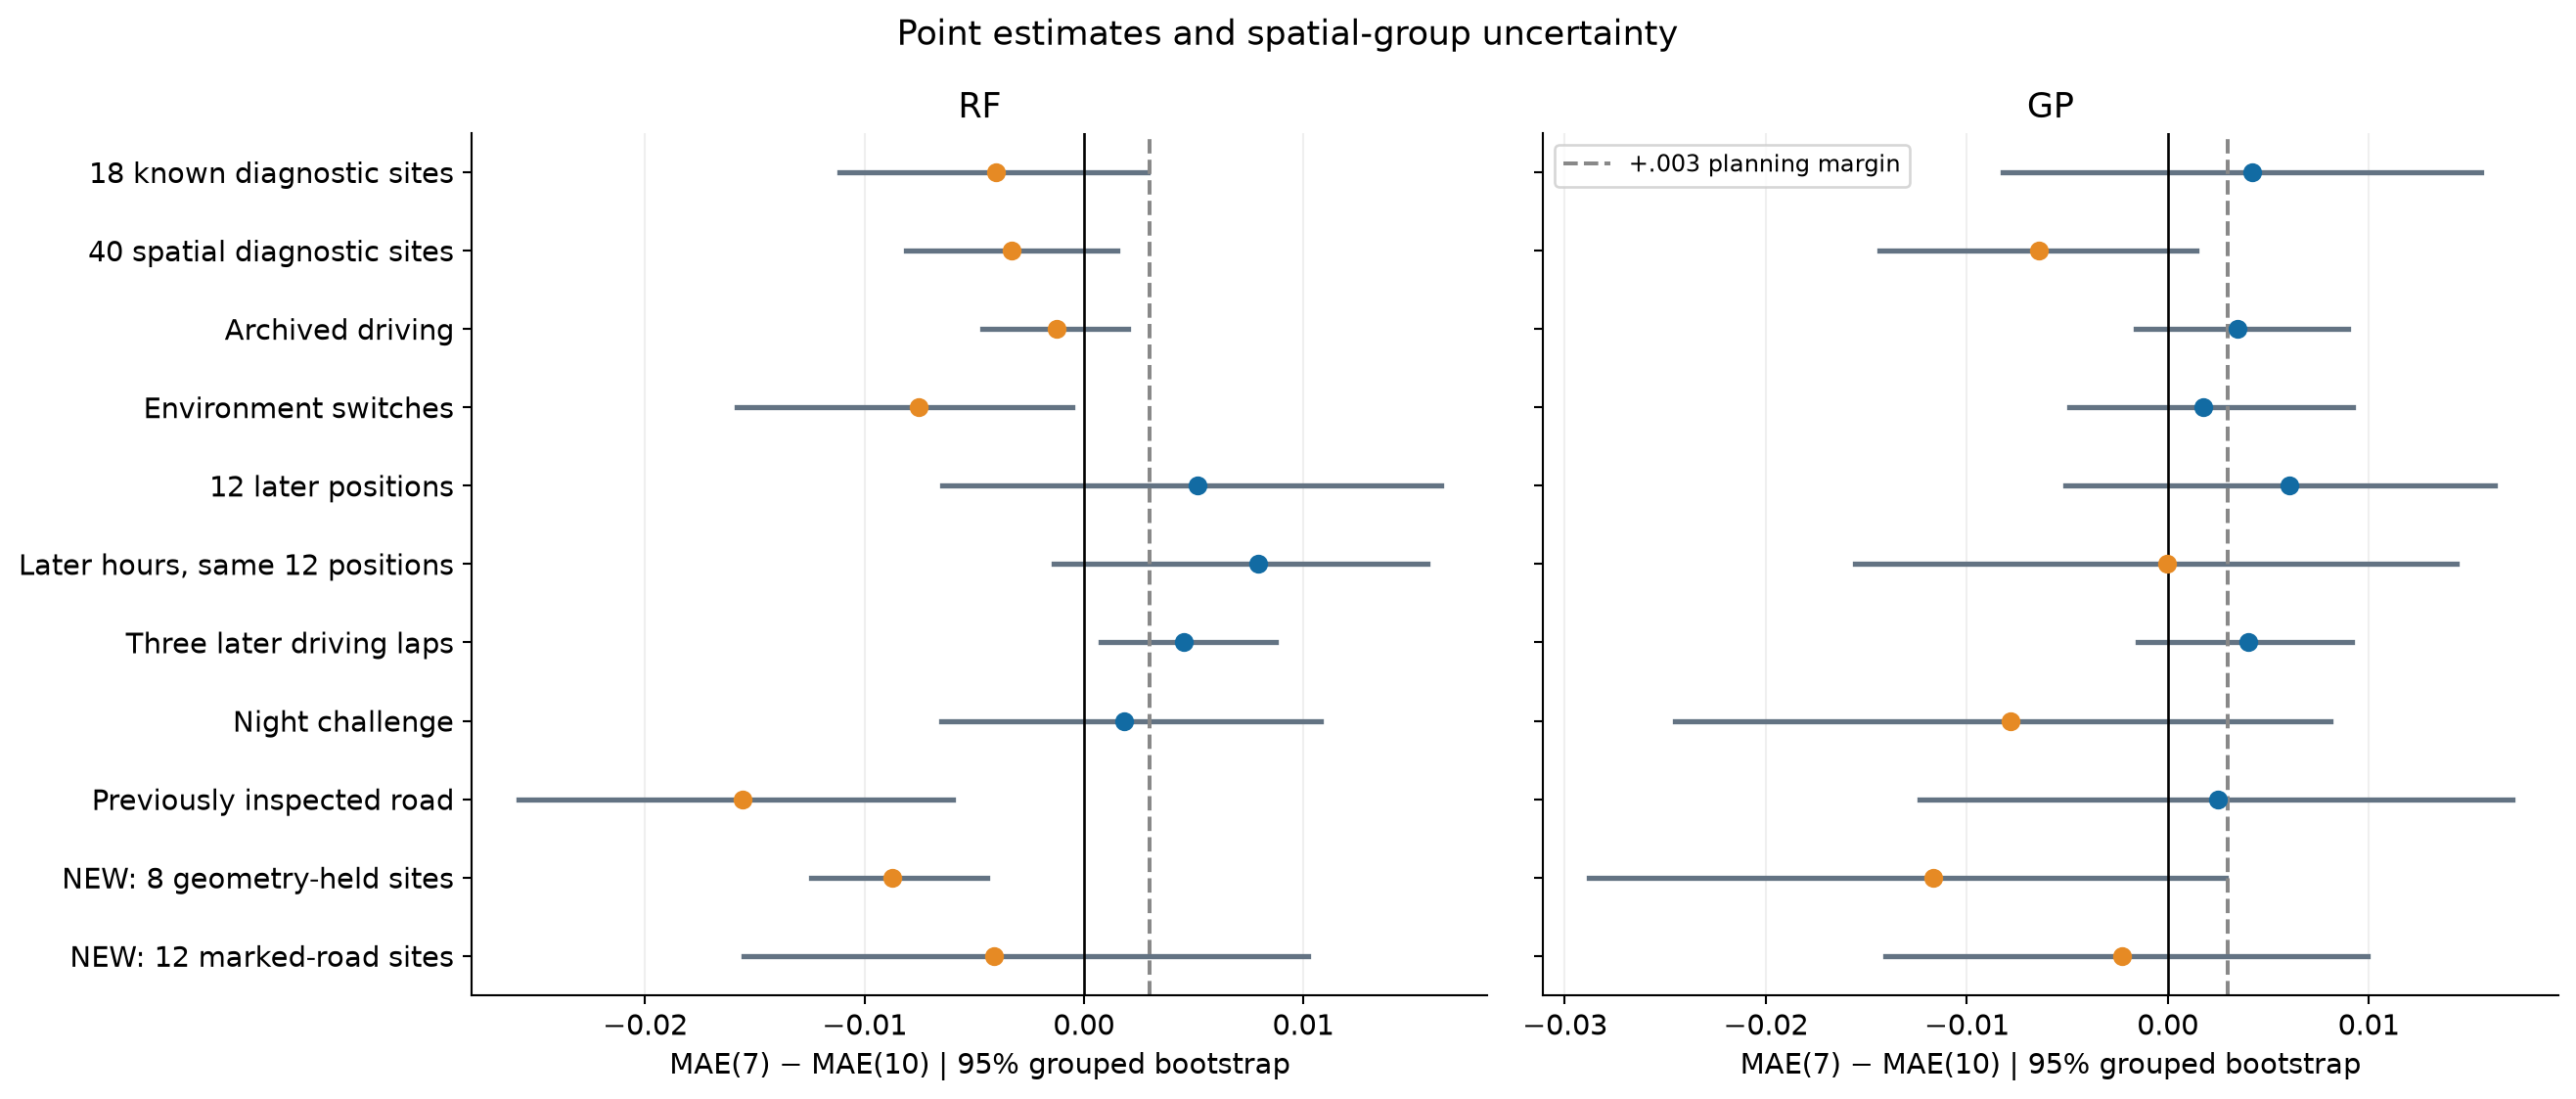 Point estimates and spatial-group uncertainty
RF
GP
18 known diagnostic sites
40 spatial diagnostic sites
Archived driving
Environment switches
12 later positions
Later hours, same 12 positions
Three later driving laps
Night challenge
Previously inspected road
NEW: 8 geometry-held sites
NEW: 12 marked-road sites
+.003 planning margin
−0.02 −0.01 0.00 0.01
MAE(7) − MAE(10) | 95% grouped bootstrap
−0.03 −0.02 −0.01 0.00 0.01
MAE(7) − MAE(10) | 95% grouped bootstrap